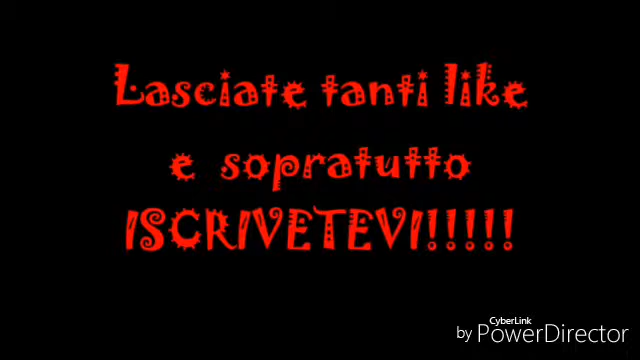 Lasciate tanti like
e sopratutto
ISCRIVETEVI!!!!!
CyberLink
by PowerDirector